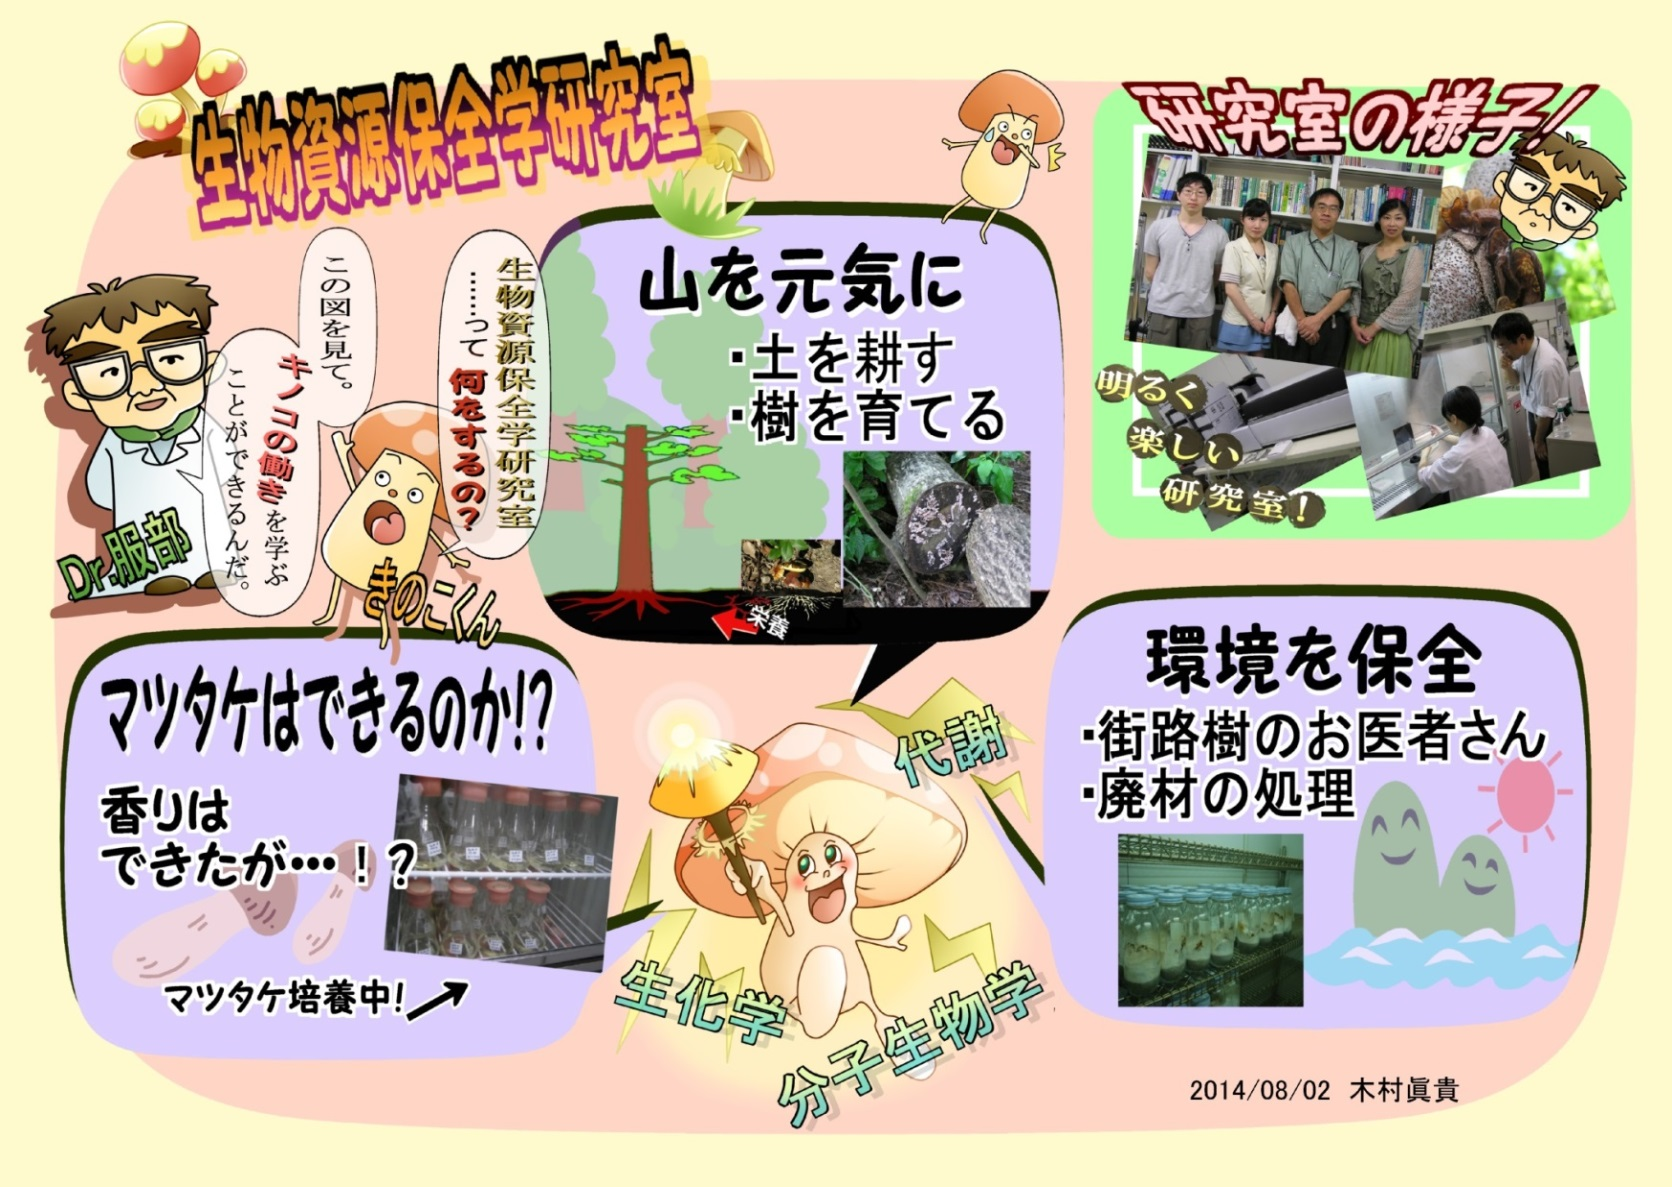 生物資源保全学研究室
生物資源保全学研究室
……って何をするの?
この図を見て。
キノコの働きを学ぶ
ことができるんだ。
Dr.服部
きのこくん
山を元気に
・土を耕す
・樹を育てる
栄養
研究室の様子!
明るく
楽しい
研究室!
マツタケはできるのか!?
香りは
できたが…!?
マツタケ培養中!
代謝
生化学
分子生物学
環境を保全
・街路樹のお医者さん
・廃材の処理
2014/08/02 木村眞貴